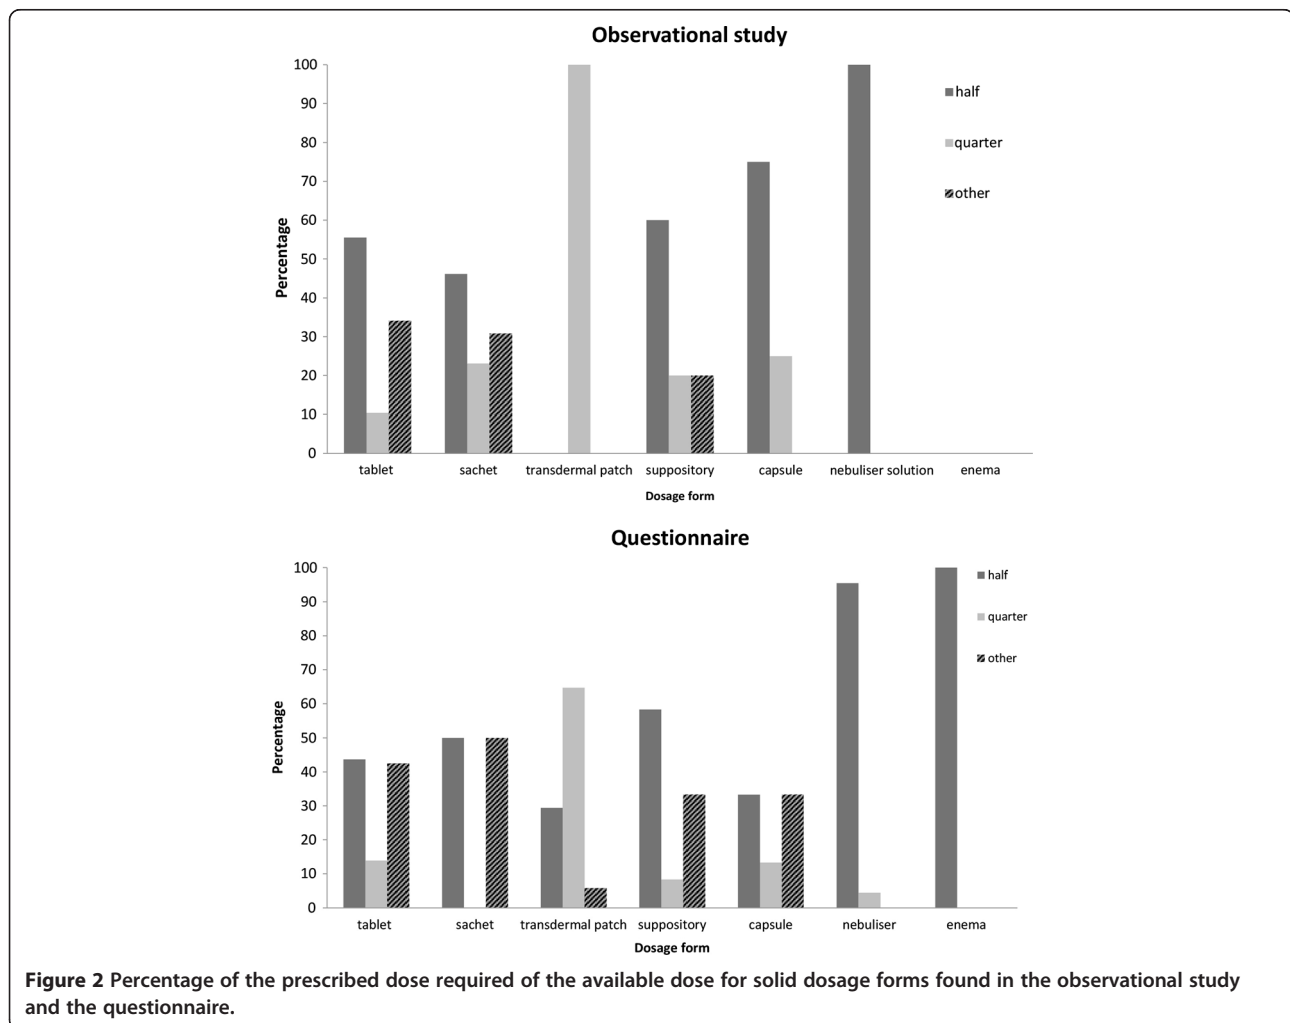 Observational study
100
90
80
70
60
50
40
30
20
10
0
Percentage
half
quarter
other
tablet sachet transdermal patch suppository capsule nebuliser solution enema
Dosage form
Questionnaire
100
90
80
70
60
50
40
30
20
10
0
Percentage
half
quarter
other
tablet sachet transdermal patch suppository capsule nebuliser enema
Dosage form
Figure 2 Percentage of the prescribed dose required of the available dose for solid dosage forms found in the observational study
and the questionnaire.